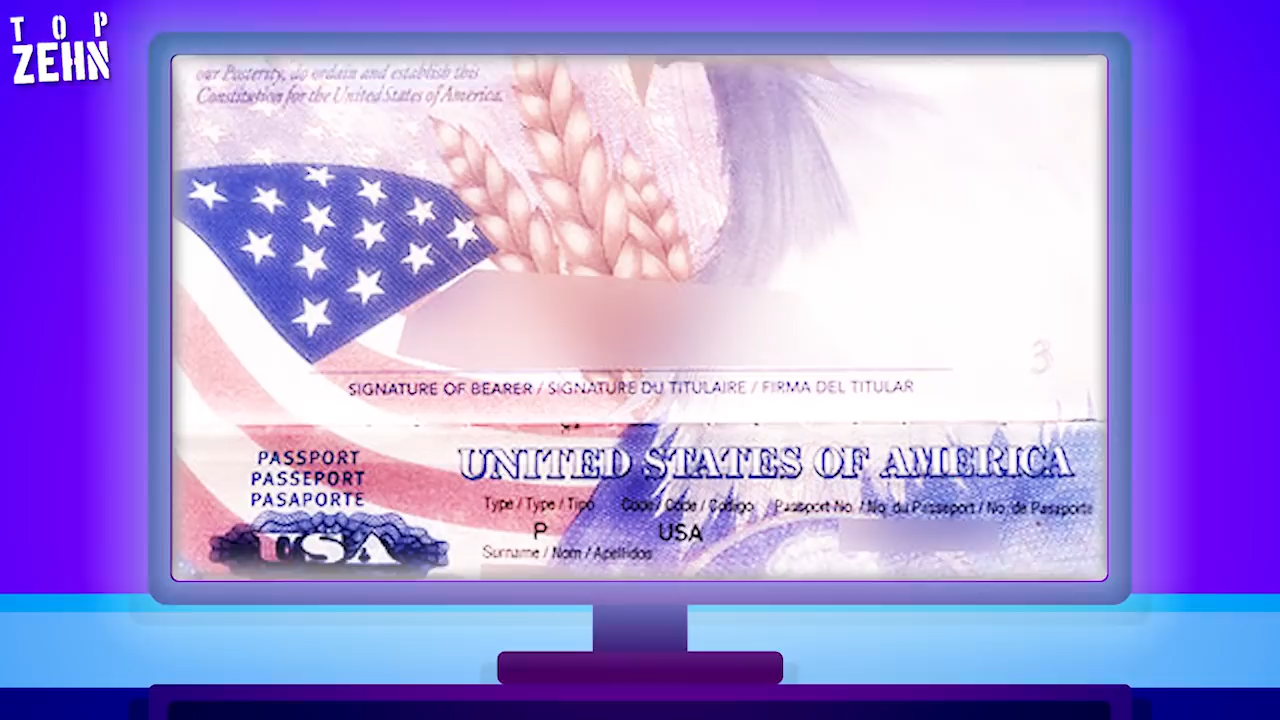 TOP
ZEHN
our Posterity, do ordain and establish this
Constitution for the United States of America.
3
SIGNATURE OF BEARER / SIGNATURE DU TITULAIRE / FIRMA DEL TITULAR
PASSPORT
PASSEPORT
PASAPORTE
USA
UNITED STATES OF AMERICA
Type / Type / Tipo Code / Code / Codigo Passport No. / No. du Passeport / No. de Pasaporte
P USA
Surname / Nom / Apellidos